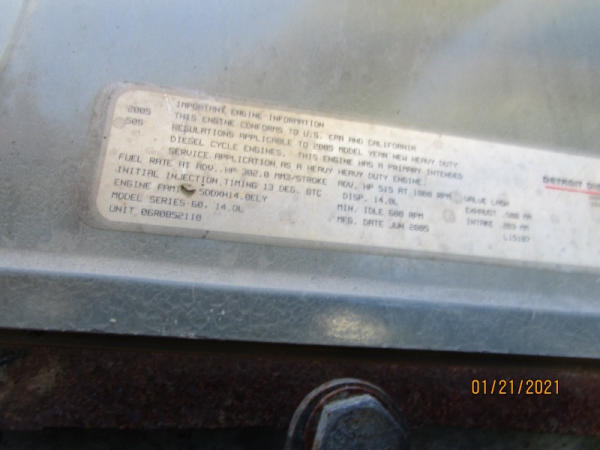 2005
505
IMPORTANT ENGINE INFORMATION
THIS ENGINE CONFORMS TO U.S. EPA AND CALIFORNIA
REGULATIONS APPLICABLE TO 2005 MODEL YEAR NEW HEAVY DUTY
DIESEL CYCLE ENGINES. THIS ENGINE HAS A PRIMARY INTENDED
SERVICE APPLICATION AS A HEAVY HEAVY DUTY ENGINE.
FUEL RATE AT ADV. HP 382.0 MM3/STROKE ADV. HP 515 AT 1800 RPM
INITIAL INJECTION TIMING 13 DEG. BTC DISP. 14.0L VALVE LASH
ENGINE FAM 5DDXH14.0ELY MIN. IDLE 600 RPM EXHAUST .508 MM
MODEL SERIES 60, 14.0L MFG. DATE JUN 2005 INTAKE .203 MM
UNIT 06R0852110
DETROIT
01/21/2021